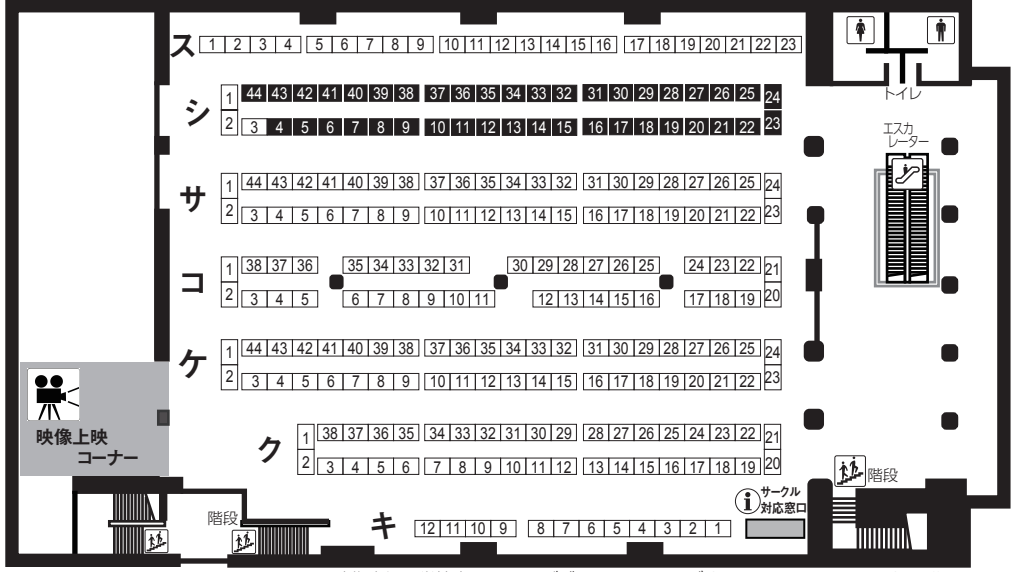 ス 1 2 3 4 5 6 7 8 9 10 11 12 13 14 15 16 17 18 19 20 21 22 23
トイレ
シ 1 44 43 42 41 40 39 38 37 36 35 34 33 32 31 30 29 28 27 26 25 24
2 3 4 5 6 7 8 9 10 11 12 13 14 15 16 17 18 19 20 21 22 23
エスカ
レーター
サ 1 44 43 42 41 40 39 38 37 36 35 34 33 32 31 30 29 28 27 26 25 24
2 3 4 5 6 7 8 9 10 11 12 13 14 15 16 17 18 19 20 21 22 23
コ 1 38 37 36 35 34 33 32 31 30 29 28 27 26 25 24 23 22 21
2 3 4 5 6 7 8 9 10 11 12 13 14 15 16 17 18 19 20
ケ 1 44 43 42 41 40 39 38 37 36 35 34 33 32 31 30 29 28 27 26 25 24
2 3 4 5 6 7 8 9 10 11 12 13 14 15 16 17 18 19 20 21 22 23
映像上映
コーナー
ク 1 38 37 36 35 34 33 32 31 30 29 28 27 26 25 24 23 22 21
2 3 4 5 6 7 8 9 10 11 12 13 14 15 16 17 18 19 20
階段
サークル
対応窓口
階段
キ 12 11 10 9 8 7 6 5 4 3 2 1